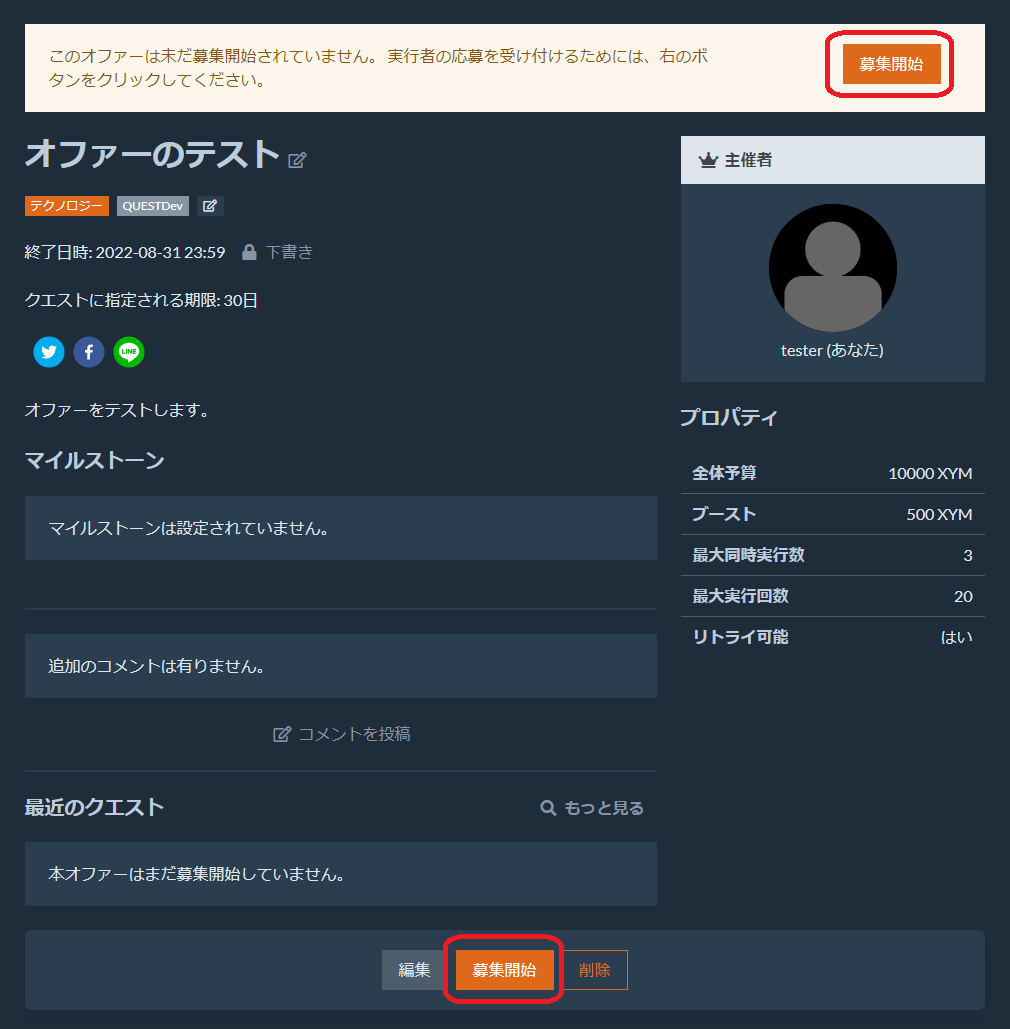 このオファーは未だ募集開始されていません。実行者の応募を受け付けるためには、右のボ
タンをクリックしてください。
募集開始
オファーのテスト
テクノロジー QUESTDev
終了日時: 2022-08-31 23:59 下書き
クエストに指定される期限: 30日
LINE
オファーをテストします。
マイルストーン
マイルストーンは設定されていません。
追加のコメントは有りません。
コメントを投稿
最近のクエスト もっと見る
本オファーはまだ募集開始していません。
主催者
tester (あなた)
プロパティ
全体予算 10000 XYM
ブースト 500 XYM
最大同時実行数 3
最大実行回数 20
リトライ可能 はい
編集 募集開始 削除